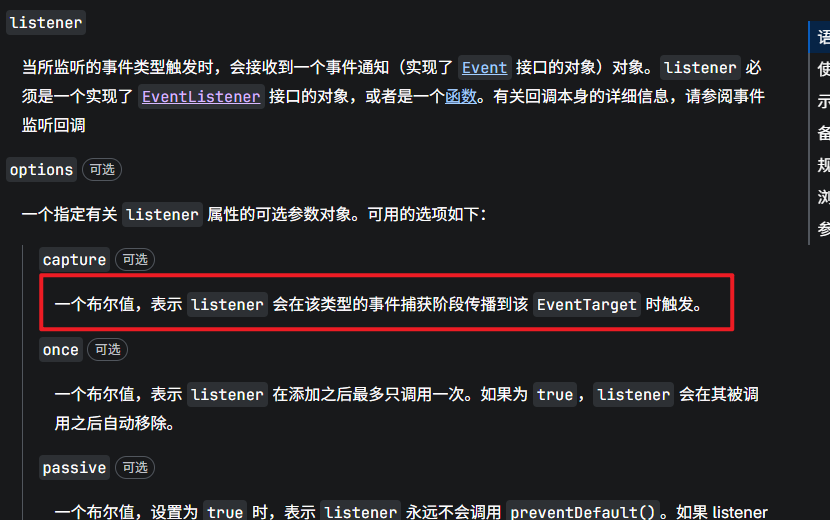 listener
当所监听的事件类型触发时，会接收到一个事件通知（实现了 Event 接口的对象）对象。listener 必
须是一个实现了 EventListener 接口的对象，或者是一个函数。有关回调本身的详细信息，请参阅事件
监听回调
options 可选
一个指定有关 listener 属性的可选参数对象。可用的选项如下：
capture 可选
一个布尔值，表示 listener 会在该类型的事件捕获阶段传播到该 EventTarget 时触发。
once 可选
一个布尔值，表示 listener 在添加之后最多只调用一次。如果为 true，listener 会在其被调
用之后自动移除。
passive 可选
一个布尔值，设置为 true 时，表示 listener 永远不会调用 preventDefault()。如果 listener
语
使
示
备
规
浏
参